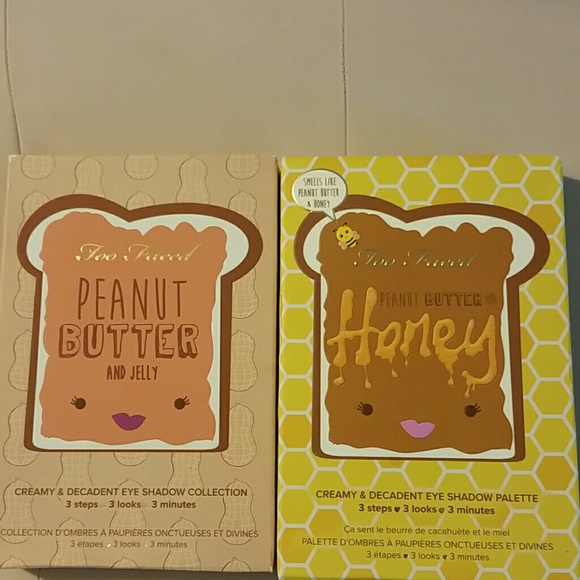 Too Faced
PEANUT
BUTTER
AND JELLY
CREAMY & DECADENT EYE SHADOW COLLECTION
3 steps 3 looks 3 minutes
COLLECTION D'OMBRES À PAUPIÈRES ONCTUEUSES ET DIVINES
3 étapes 3 looks 3 minutes
SMELLS LIKE
PEANUT BUTTER
& HONEY
Too Faced
PEANUT BUTTER
Honey
CREAMY & DECADENT EYE SHADOW PALETTE
3 steps 3 looks 3 minutes
Ça sent le beurre de cacahuète et le miel
PALETTE D'OMBRES À PAUPIÈRES ONCTUEUSES ET DIVINES
3 étapes 3 looks 3 minutes